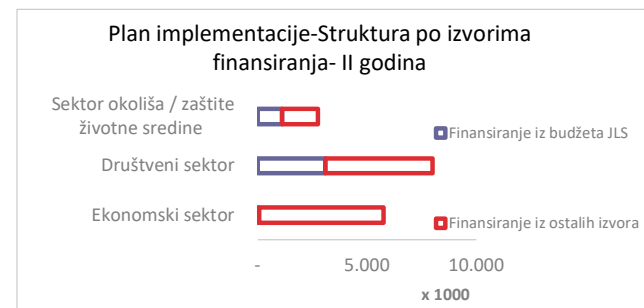 Plan implementacije-Struktura po izvorima
finansiranja- II godina
Sektor okoliša / zaštite
životne sredine
Društveni sektor
Ekonomski sektor
Finansiranje iz budžeta JLS
Finansiranje iz ostalih izvora
- 5.000 10.000
x 1000